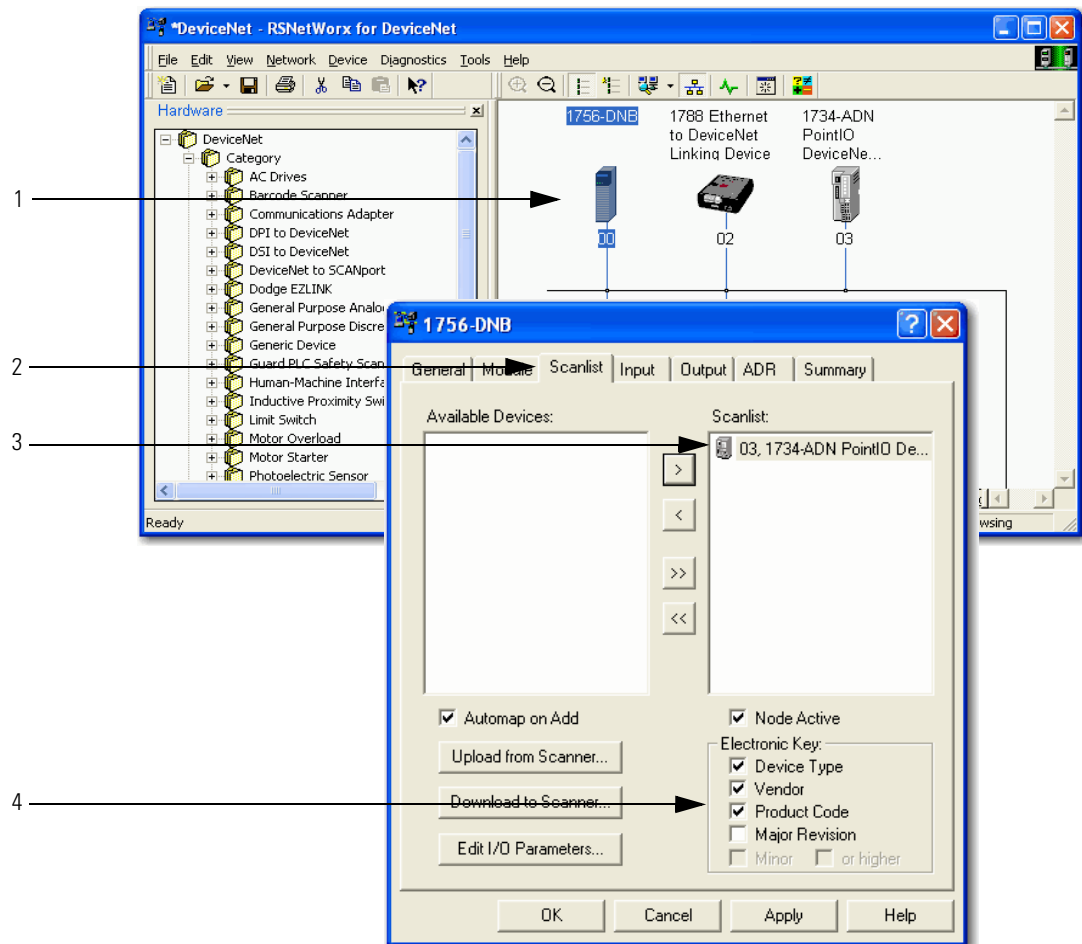 *DeviceNet - RSNetWorx for DeviceNet
File Edit View Network Device Diagnostics Tools Help
Hardware
DeviceNet
Category
AC Drives
Barcode Scanner
Communications Adapter
DPI to DeviceNet
DSI to DeviceNet
DeviceNet to SCANport
Dodge EZLINK
General Purpose Analo
General Purpose Discre
Generic Device
Guard PLC Safety Scan
Human-Machine Interfa
Inductive Proximity Swi
Limit Switch
Motor Overload
Motor Starter
Photoelectric Sensor
Ready
1756-DNB
00
1788 Ethernet
to DeviceNet
Linking Device
02
1734-ADN
PointIO
DeviceNe...
03
wsing
1
2
3
4
1756-DNB
General Module Scanlist Input Output ADR Summary
Available Devices:
Scanlist:
03, 1734-ADN PointIO De...
>
<
>>
<<
Automap on Add
Upload from Scanner...
Download to Scanner...
Edit I/O Parameters...
Node Active
Electronic Key:
Device Type
Vendor
Product Code
Major Revision
Minor or higher
OK Cancel Apply Help